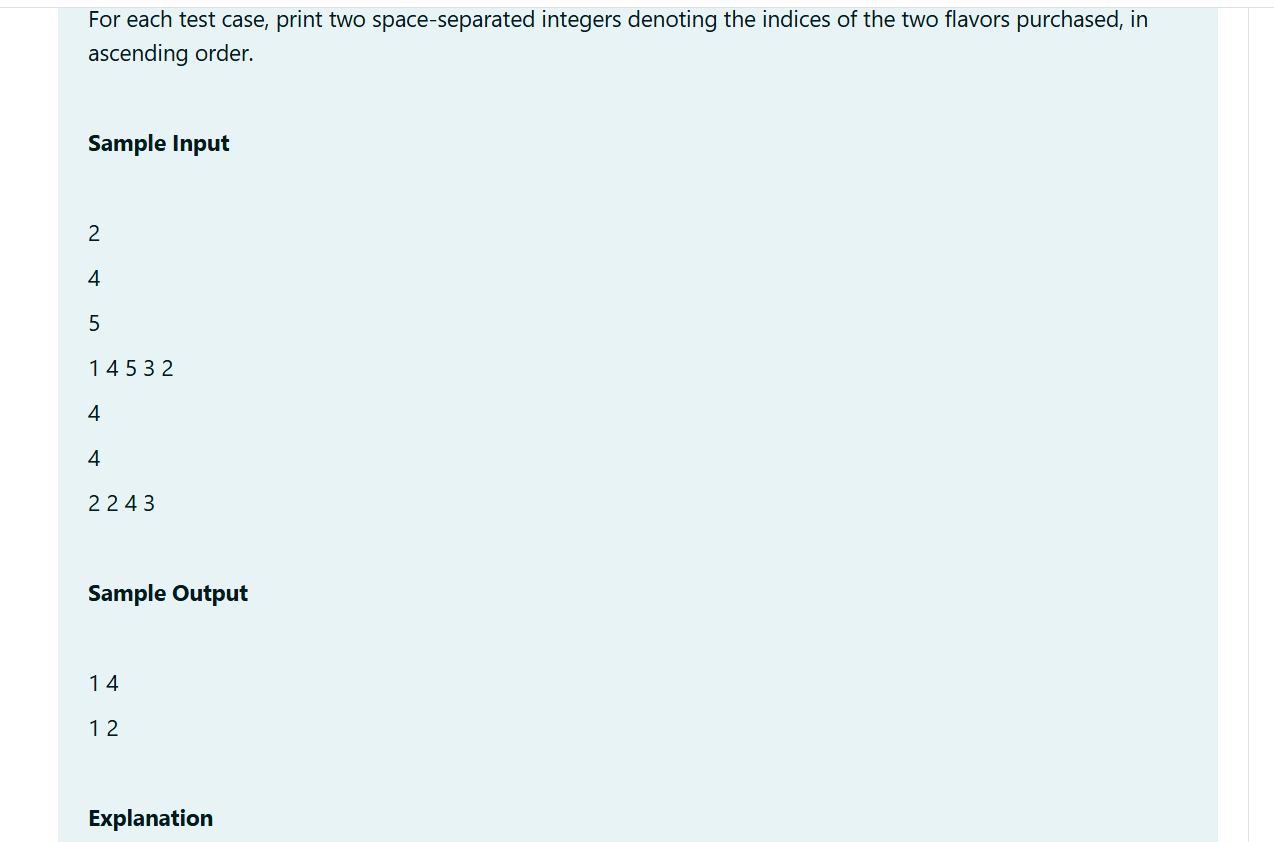 For each test case, print two space-separated integers denoting the indices of the two flavors purchased, in
ascending order.
Sample Input
2
4
5
1 4 5 3 2
4
4
2 2 4 3
Sample Output
1 4
1 2
Explanation